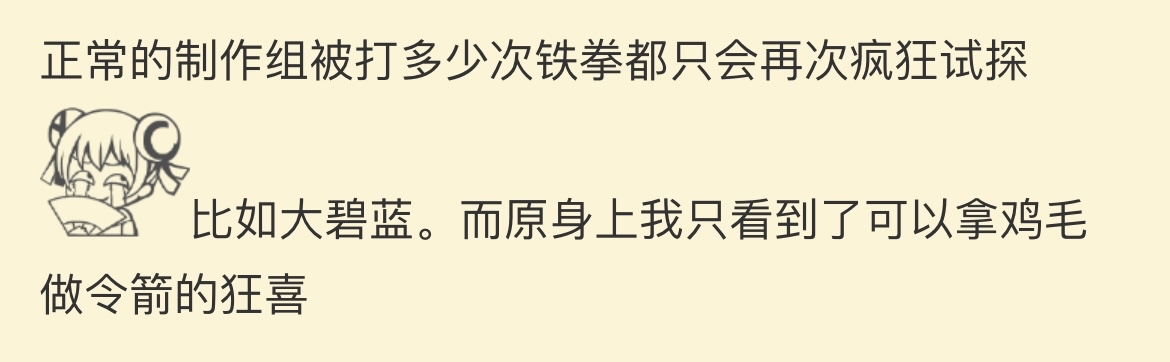 正常的制作组被打多少次铁拳都只会再次疯狂试探
比如大碧蓝。而原身上我只看到了可以拿鸡毛
做令箭的狂喜